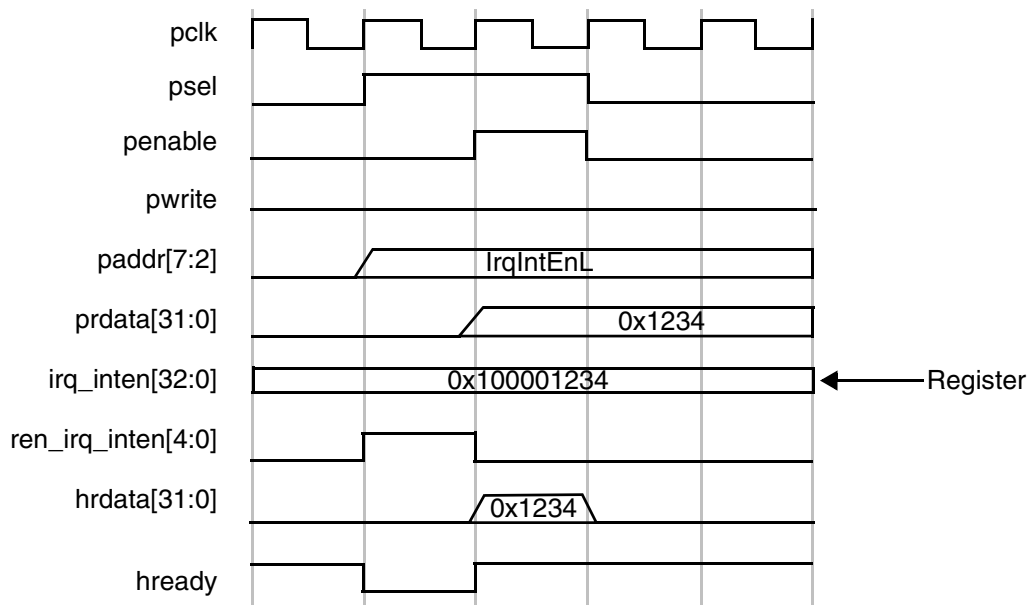 pclk
psel
penable
pwrite
paddr[7:2]
IrqIntEnL
prdata[31:0]
0x1234
irq_inten[32:0]
0x100001234
Register
ren_irq_inten[4:0]
hrdata[31:0]
0x1234
hready